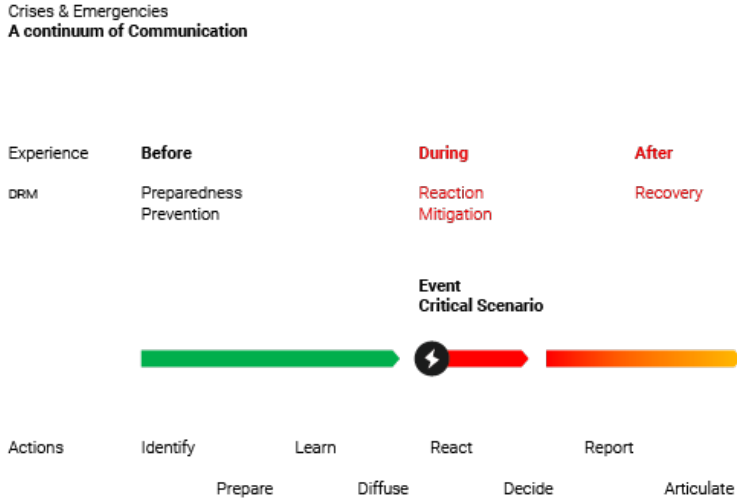 Crises & Emergencies
A continuum of Communication
Experience Before During After
DRM Preparedness Reaction Recovery
Prevention Mitigation
Event
Critical Scenario
Actions Identify Learn React Report
Prepare Diffuse Decide Articulate